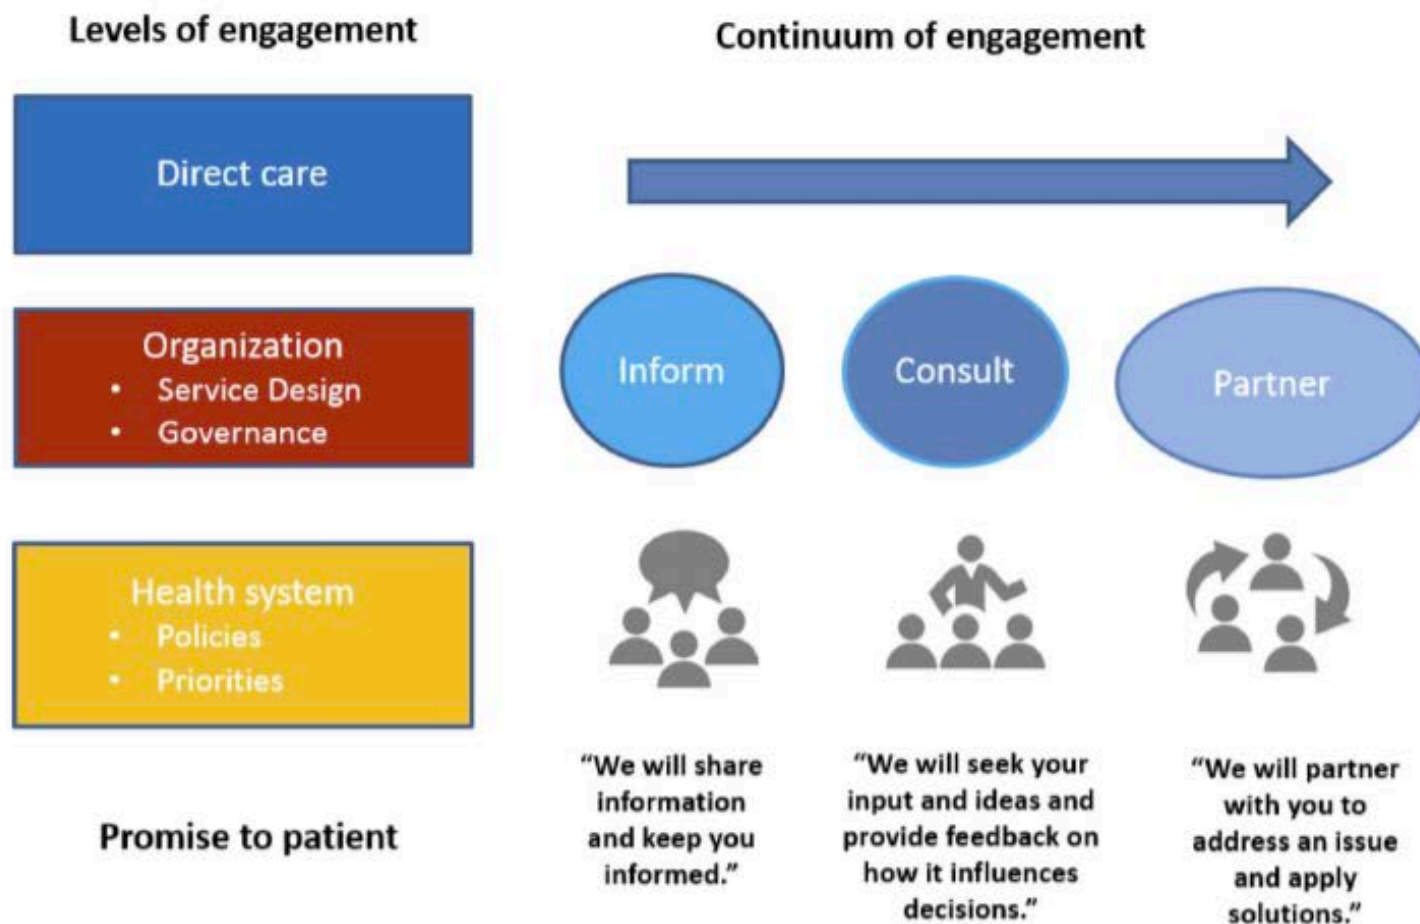 Levels of engagement
Continuum of engagement
Direct care
Organization
• Service Design
• Governance
Inform
Consult
Partner
Health system
• Policies
• Priorities
Promise to patient
“We will share
information
and keep you
informed.”
“We will seek your
input and ideas and
provide feedback on
how it influences
decisions.”
“We will partner
with you to
address an issue
and apply
solutions.”